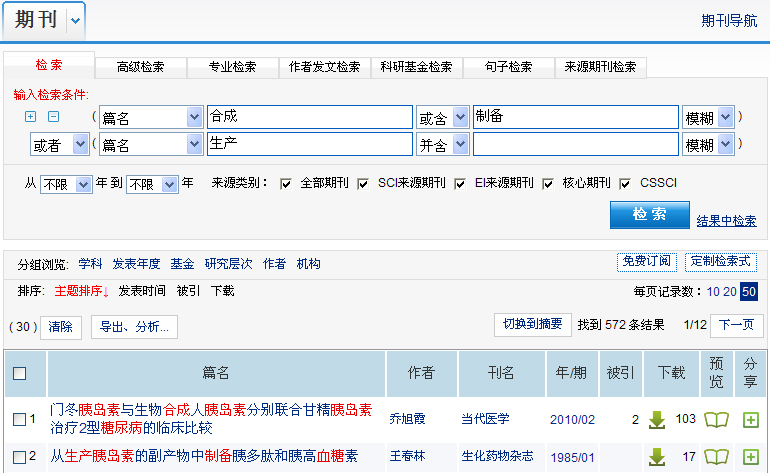 期刊 期刊导航
检索 高级检索 专业检索 作者发文检索 科研基金检索 句子检索 来源期刊检索
输入检索条件:
( 篇名 合成 或含 制备 模糊 )
或者 ( 篇名 生产 并含 模糊 )
从 不限 年 到 不限 年 来源类别： 全部期刊 SCI来源期刊 EI来源期刊 核心期刊 CSSCI
检索 结果中检索
分组浏览: 学科 发表年度 基金 研究层次 作者 机构 免费订阅 定制检索式
排序: 主题排序↓ 发表时间 被引 下载 每页记录数： 10 20 50
( 30 ) 清除 导出、分析... 切换到摘要 找到 572 条结果 1/12 下一页
篇名 作者 刊名 年/期 被引 下载 预览 分享
1 门冬胰岛素与生物合成人胰岛素分别联合甘精胰岛素 乔旭霞 当代医学 2010/02 2 103
治疗2型糖尿病的临床比较
2 从生产胰岛素的副产物中制备胰多肽和胰高血糖素 王春林 生化药物杂志 1985/01 17